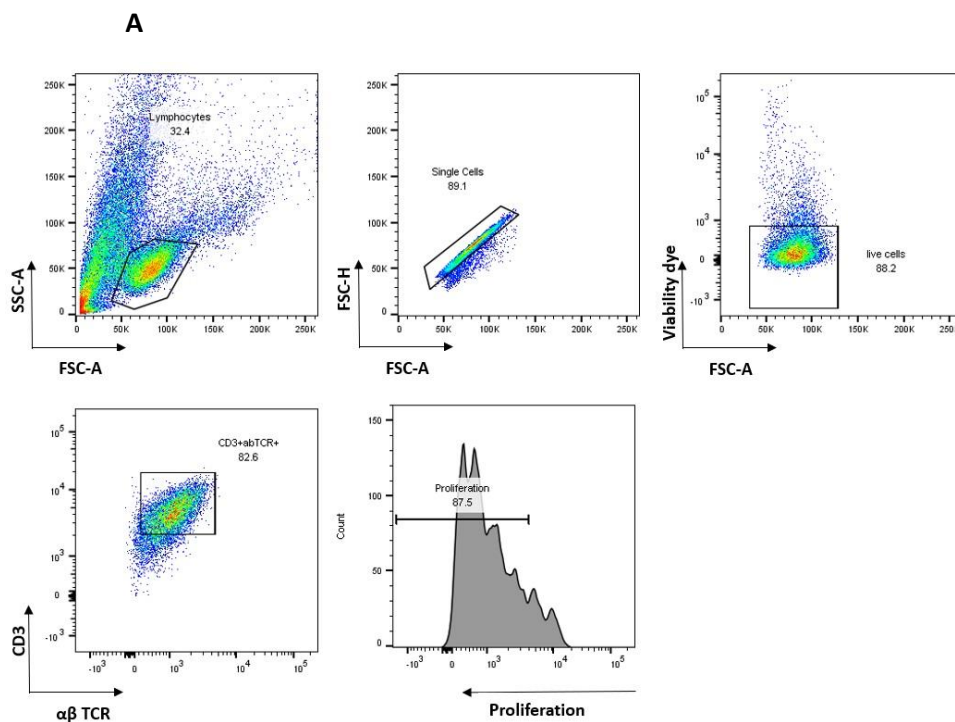 A
250K
200K
150K
100K
50K
0
Lymphocytes
32.4
0 50K 100K 150K 200K 250K
SSC-A
FSC-A
250K
200K
150K
100K
50K
0
Single Cells
89.1
0 50K 100K 150K 200K 250K
FSC-H
FSC-A
10^5
10^4
10^3
0
-10^3
live cells
88.2
0 50K 100K 150K 200K 250K
Viability dye
FSC-A
10^5
10^4
10^3
0
-10^3
CD3+abTCR+
82.6
-10^3 0 10^3 10^4 10^5
CD3
αβ TCR
150
100
50
0
Count
Proliferation
87.5
-10^3 0 10^3 10^4 10^5
Proliferation